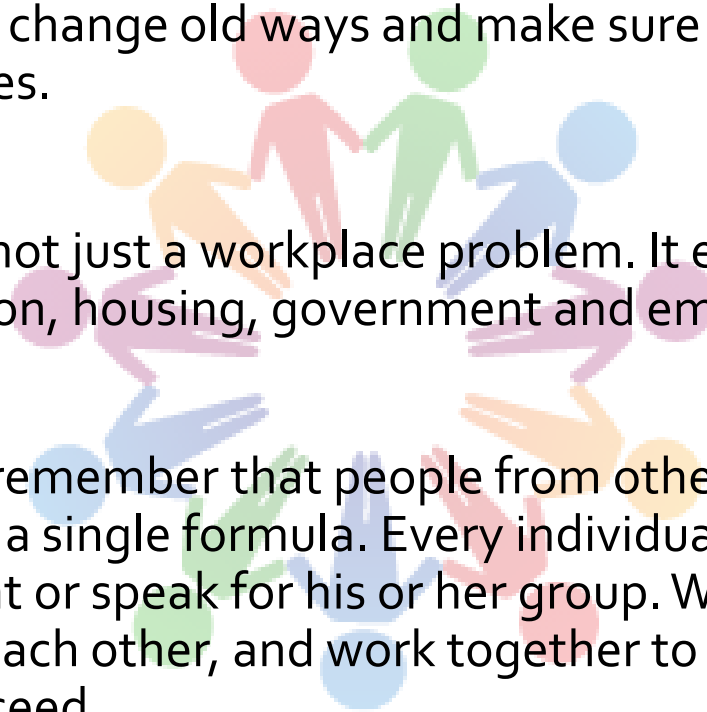 change old ways and make sure
es.
not just a workplace problem. It e
on, housing, government and em
remember that people from othe
a single formula. Every individua
t or speak for his or her group. W
ach other, and work together to
ceed